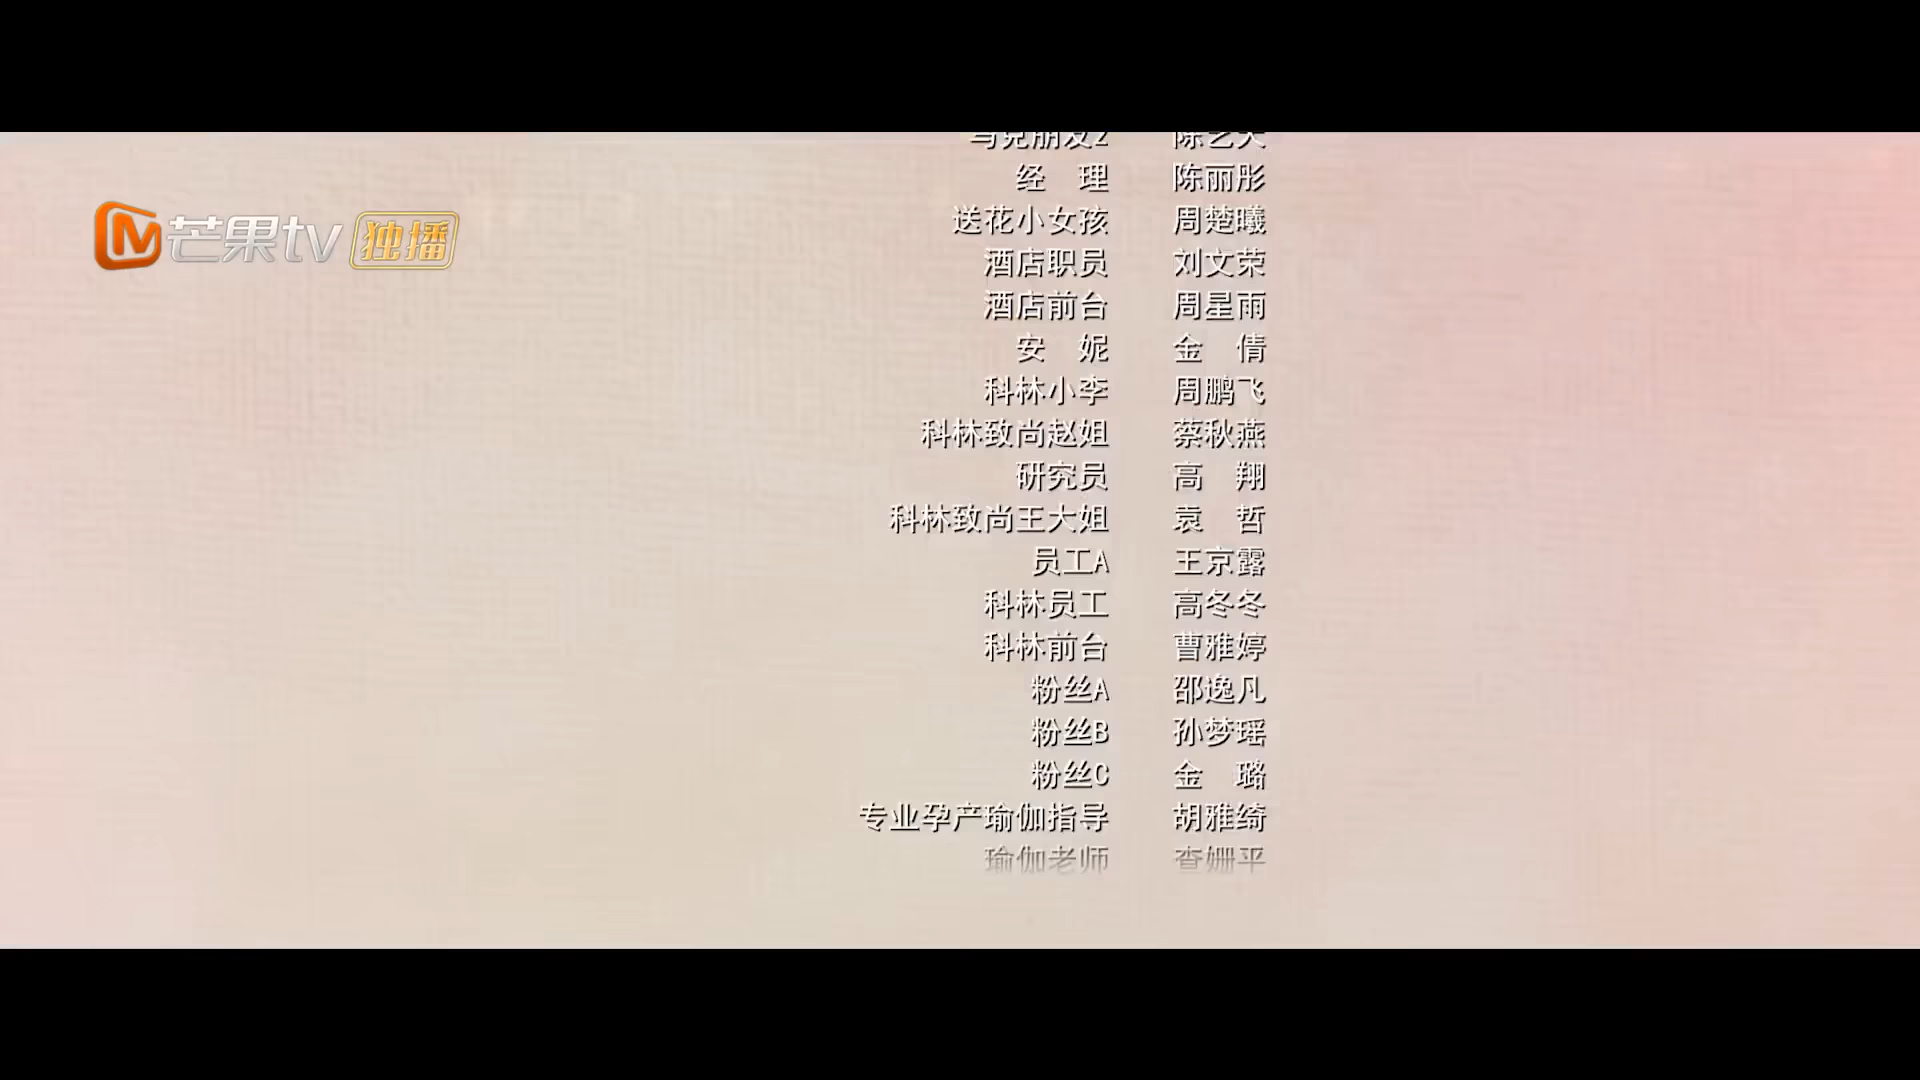 芒果tv 独播
经 理 陈丽彤
送花小女孩 周楚曦
酒店职员 刘文荣
酒店前台 周星雨
安 妮 金 倩
科林小李 周鹏飞
科林致尚赵姐 蔡秋燕
研究员 高 翔
科林致尚王大姐 袁 哲
员工A 王京露
科林员工 高冬冬
科林前台 曹雅婷
粉丝A 邵逸凡
粉丝B 孙梦瑶
粉丝C 金 璐
专业孕产瑜伽指导 胡雅绮
瑜伽老师 查姗平